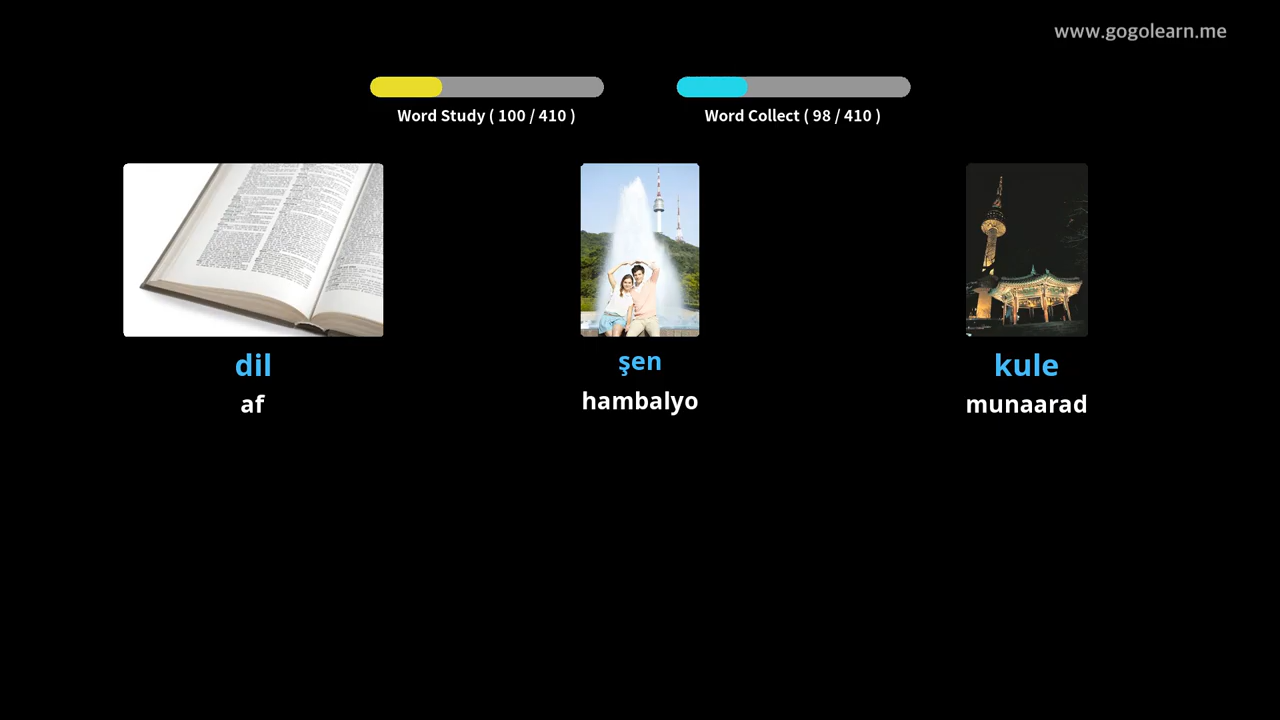 www.gogolearn.me
Word Study ( 100 / 410 )
Word Collect ( 98 / 410 )
dil
af
şen
hambalyo
kule
munaarad